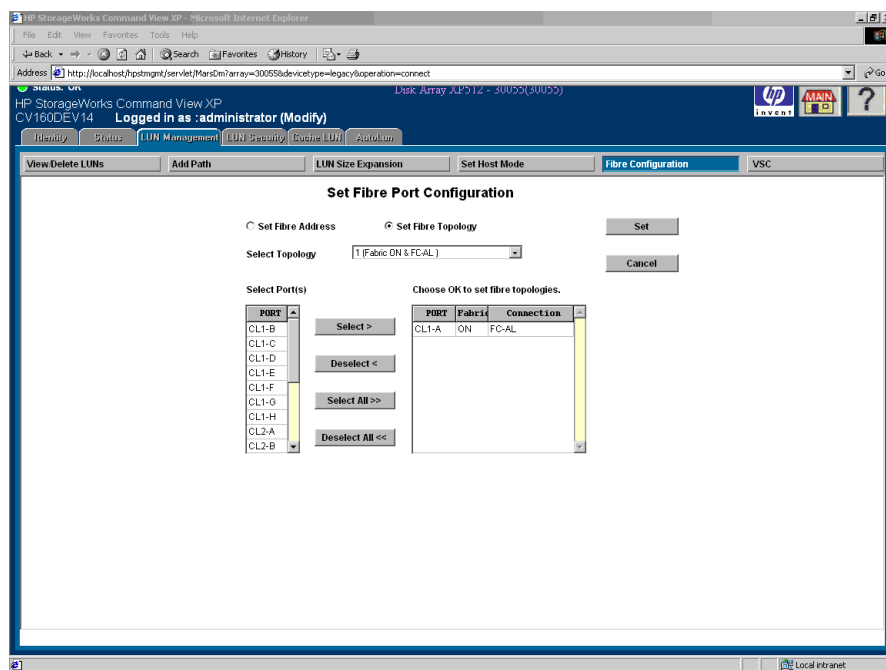 HP StorageWorks Command View XP - Microsoft Internet Explorer
File Edit View Favorites Tools Help
Back Search Favorites History
Address http://localhost/hpstmgmt/servlet/MarsDm?array=30055&devicetype=legacy&operation=connect Go
Status: OK Disk Array XP512 - 30055(30055)
HP StorageWorks Command View XP
CV160DEV14 Logged in as :administrator (Modify)
hp invent MAIN ?
Identity Status LUN Management LUN Security Cache LUN AutoLun
View/Delete LUNs Add Path LUN Size Expansion Set Host Mode Fibre Configuration VSC
Set Fibre Port Configuration
Set Fibre Address Set Fibre Topology Set
Select Topology 1 (Fabric ON & FC-AL ) Cancel
Select Port(s) Choose OK to set fibre topologies.
PORT PORT Fabric Connection
CL1-B Select > CL1-A ON FC-AL
CL1-C
CL1-D Deselect <
CL1-E
CL1-F
CL1-G Select All >>
CL1-H
CL2-A Deselect All <<
CL2-B
Local intranet